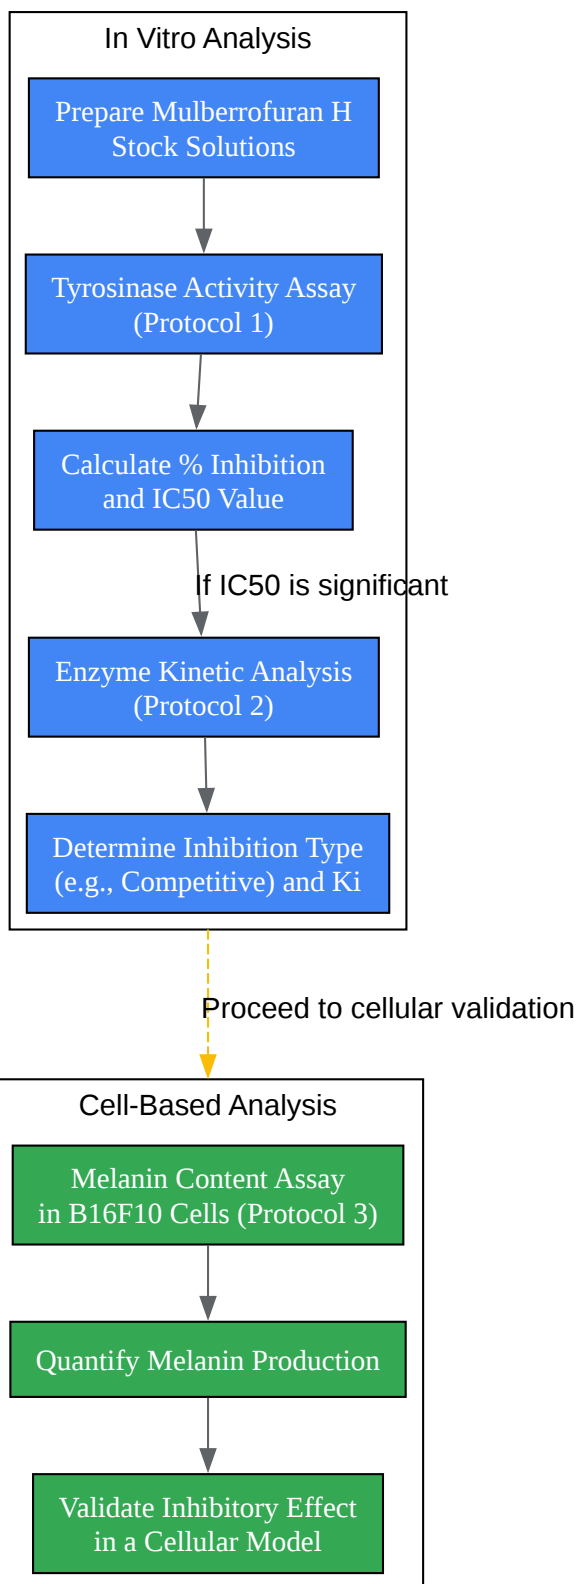 In Vitro Analysis
Prepare Mulberrofuran H
Stock Solutions
Tyrosinase Activity Assay
(Protocol 1)
Calculate % Inhibition
and IC50 Value
If IC50 is significant
Enzyme Kinetic Analysis
(Protocol 2)
Determine Inhibition Type
(e.g., Competitive) and Ki
Proceed to cellular validation
Cell-Based Analysis
Melanin Content Assay
in B16F10 Cells (Protocol 3)
Quantify Melanin Production
Validate Inhibitory Effect
in a Cellular Model